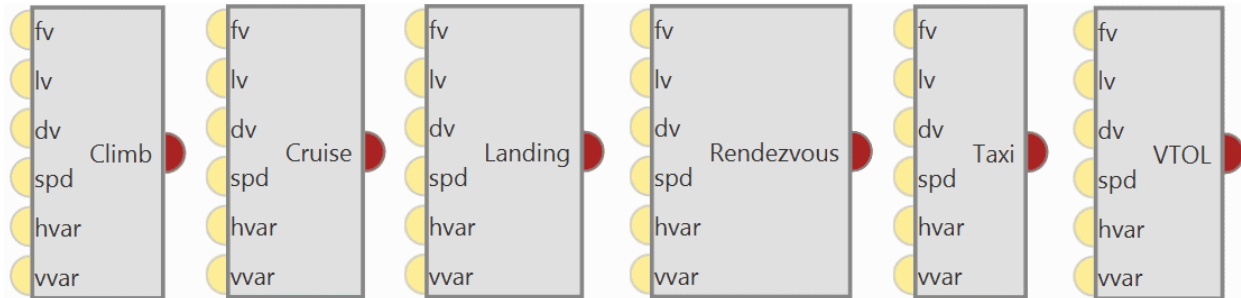 fv
lv
dv
spd
hvar
vvar
Climb
fv
lv
dv
spd
hvar
vvar
Cruise
fv
lv
dv
spd
hvar
vvar
Landing
fv
lv
dv
spd
hvar
vvar
Rendezvous
fv
lv
dv
spd
hvar
vvar
Taxi
fv
lv
dv
spd
hvar
vvar
VTOL